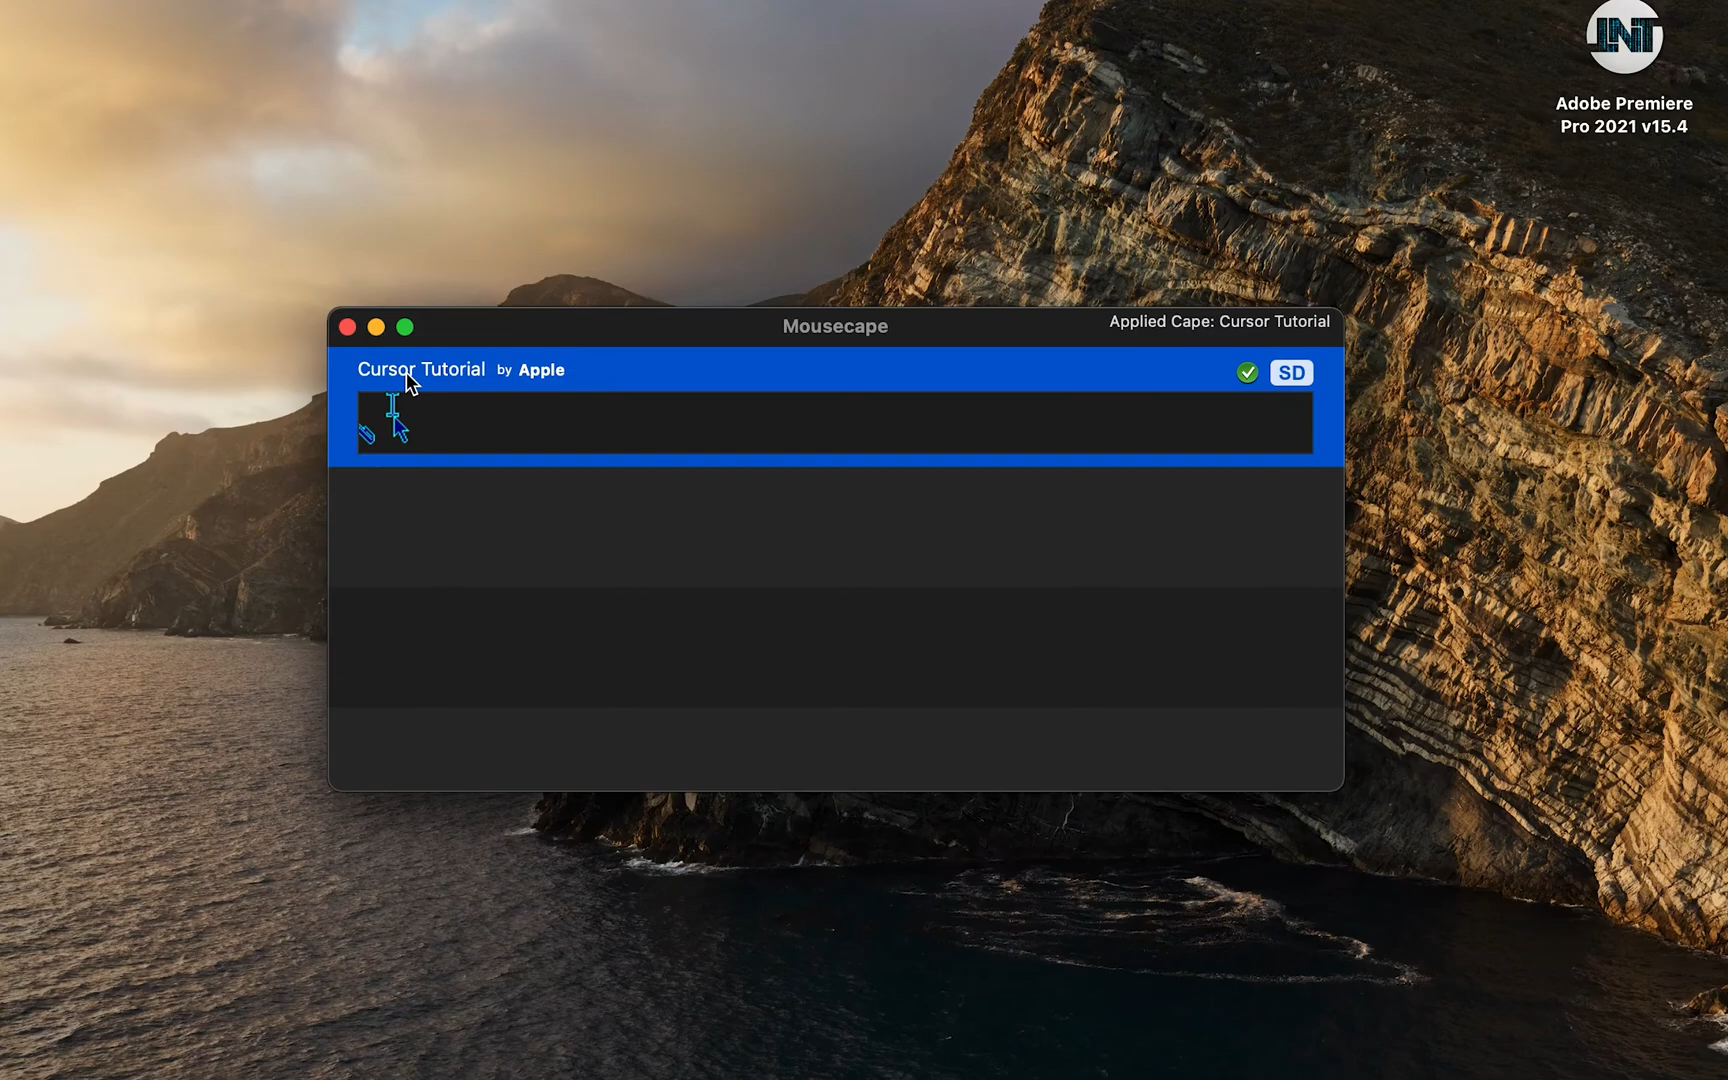 LNT
Adobe Premiere
Pro 2021 v15.4
Mousecape
Applied Cape: Cursor Tutorial
Cursor Tutorial by Apple
SD